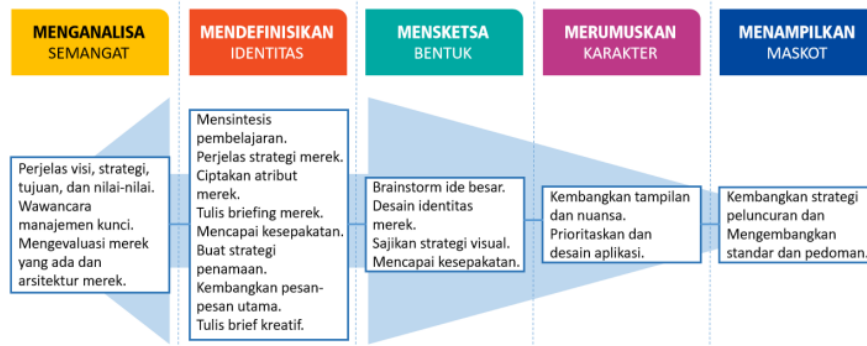 MENGANALISA
SEMANGAT
MENDEFINISIKAN
IDENTITAS
MENSKETSA
BENTUK
MERUMUSKAN
KARAKTER
MENAMPILKAN
MASKOT
Perjelas visi, strategi,
tujuan, dan nilai-nilai.
Wawancara
manajemen kunci.
Mengevaluasi merek
yang ada dan
arsitektur merek.
Mensintesis
pembelajaran.
Perjelas strategi merek.
Ciptakan atribut
merek.
Tulis briefing merek.
Mencapai kesepakatan.
Buat strategi
penamaan.
Kembangkan pesan-
pesan utama.
Tulis brief kreatif.
Brainstorm ide besar.
Desain identitas
merek.
Sajikan strategi visual.
Mencapai kesepakatan.
Kembangkan tampilan
dan nuansa.
Prioritaskan dan
desain aplikasi.
Kembangkan strategi
peluncuran dan
Mengembangkan
standar dan pedoman.